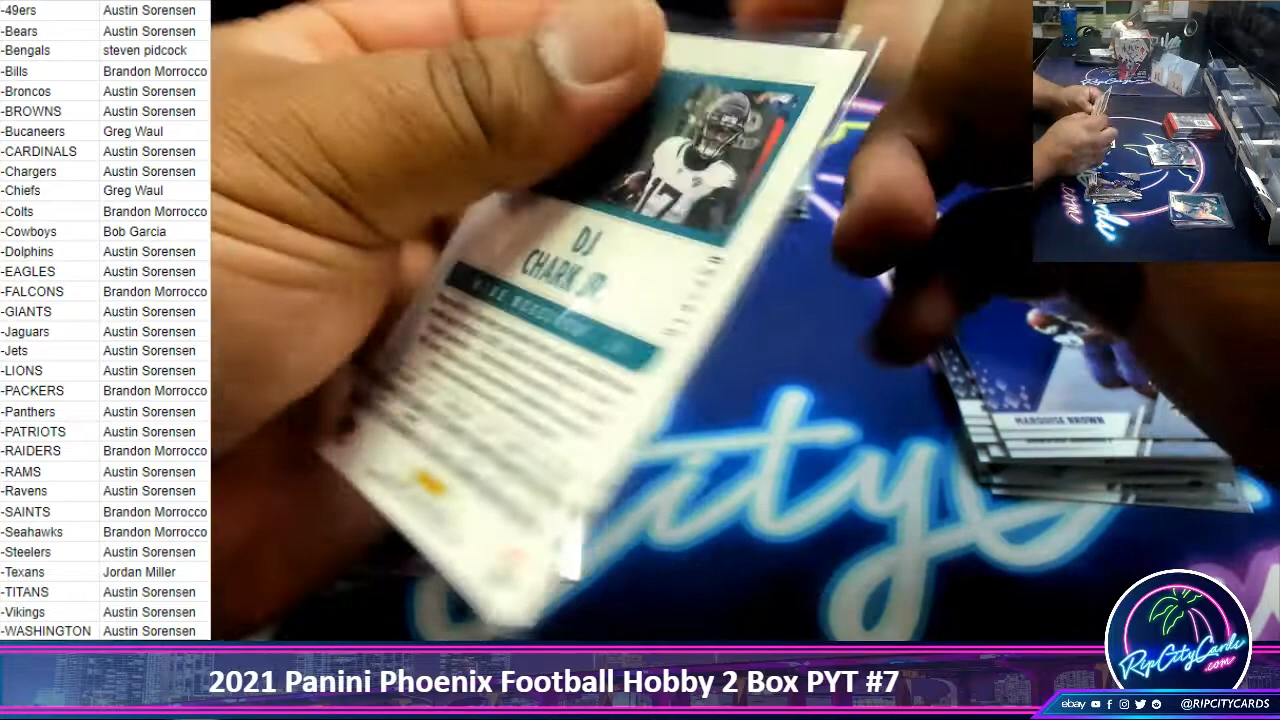 -49ers Austin Sorensen
-Bears Austin Sorensen
-Bengals steven pidcock
-Bills Brandon Morrocco
-Broncos Austin Sorensen
-BROWNS Austin Sorensen
-Bucaneers Greg Waul
-CARDINALS Austin Sorensen
-Chargers Austin Sorensen
-Chiefs Greg Waul
-Colts Brandon Morrocco
-Cowboys Bob Garcia
-Dolphins Austin Sorensen
-EAGLES Austin Sorensen
-FALCONS Brandon Morrocco
-GIANTS Austin Sorensen
-Jaguars Austin Sorensen
-Jets Austin Sorensen
-LIONS Austin Sorensen
-PACKERS Brandon Morrocco
-Panthers Austin Sorensen
-PATRIOTS Austin Sorensen
-RAIDERS Brandon Morrocco
-RAMS Austin Sorensen
-Ravens Austin Sorensen
-SAINTS Brandon Morrocco
-Seahawks Brandon Morrocco
-Steelers Austin Sorensen
-Texans Jordan Miller
-TITANS Austin Sorensen
-Vikings Austin Sorensen
-WASHINGTON Austin Sorensen
17
DJ
CHARK JR.
MARQUISE BROWN
City
RipCityCards
.com
2021 Panini Phoenix Football Hobby 2 Box PYT #7
ebay @RIPCITYCARDS